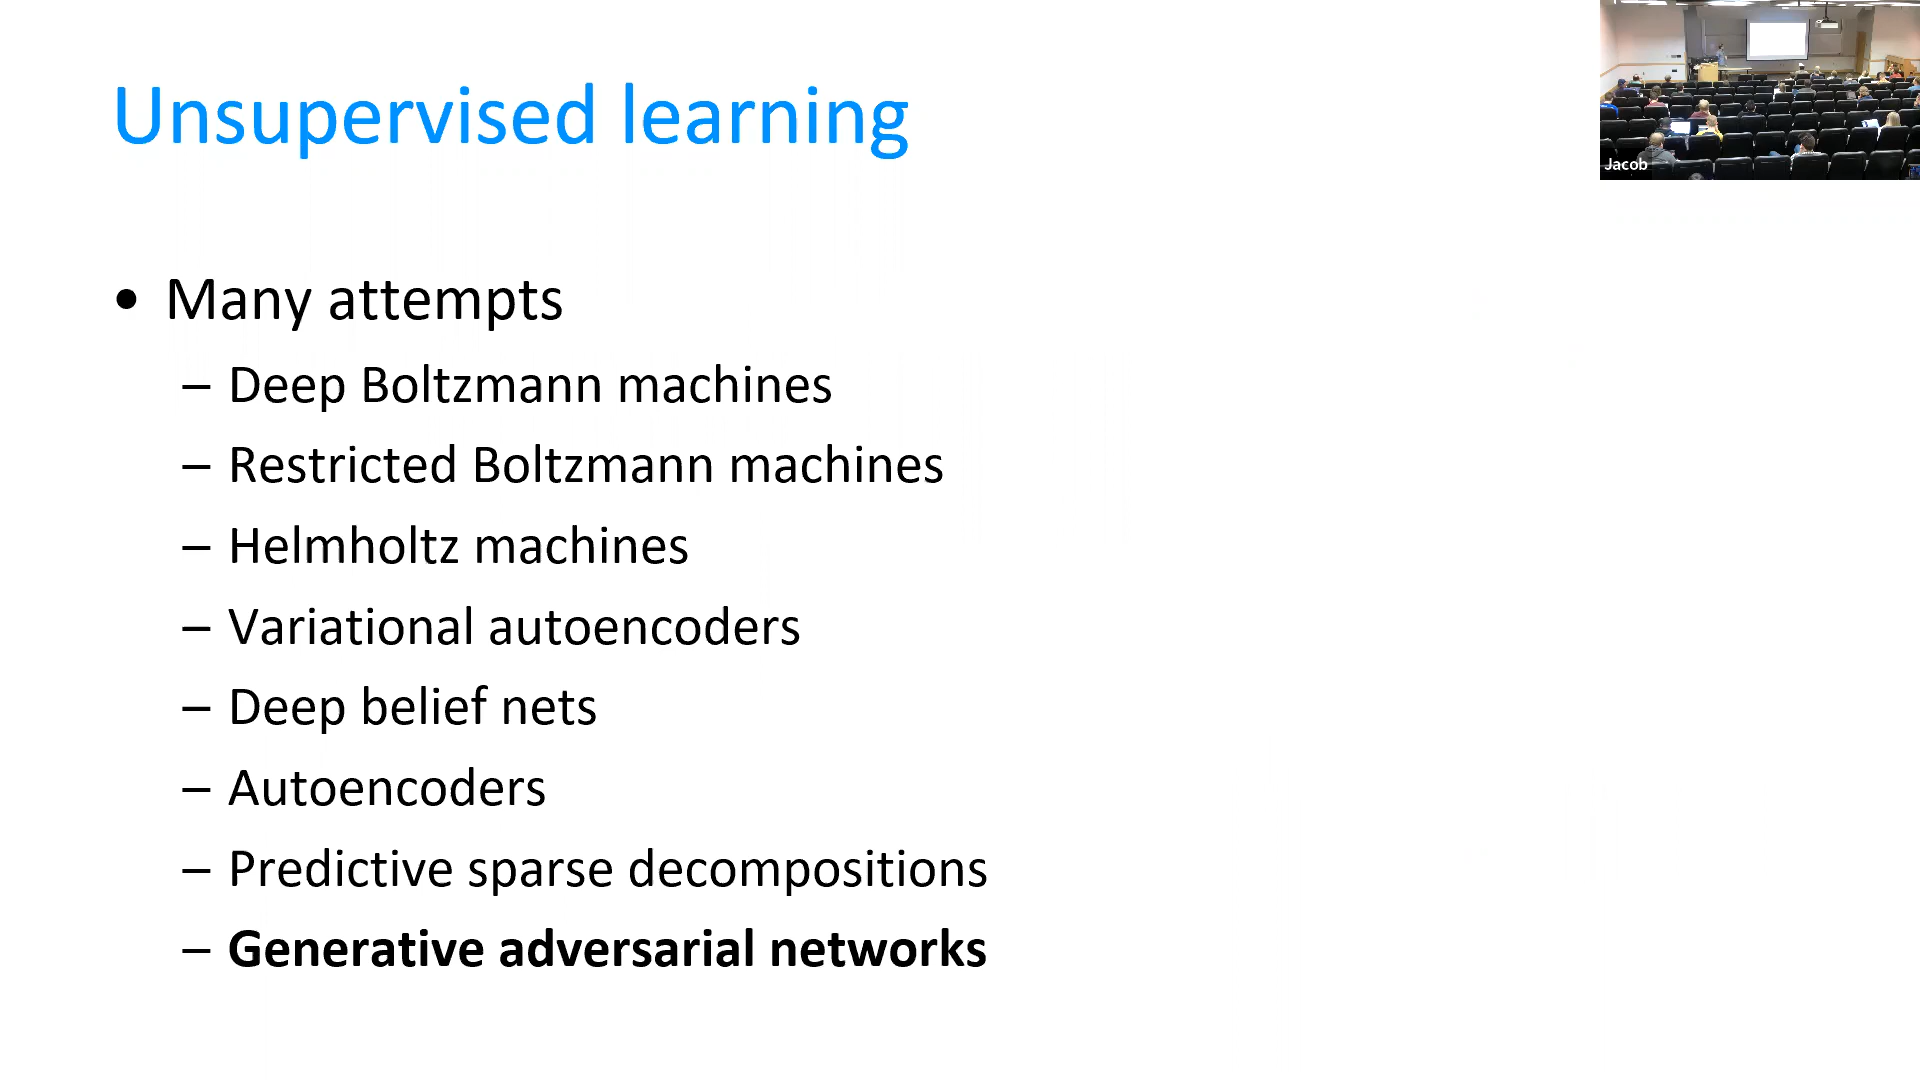 Unsupervised learning
• Many attempts
– Deep Boltzmann machines
– Restricted Boltzmann machines
– Helmholtz machines
– Variational autoencoders
– Deep belief nets
– Autoencoders
– Predictive sparse decompositions
– Generative adversarial networks
Jacob